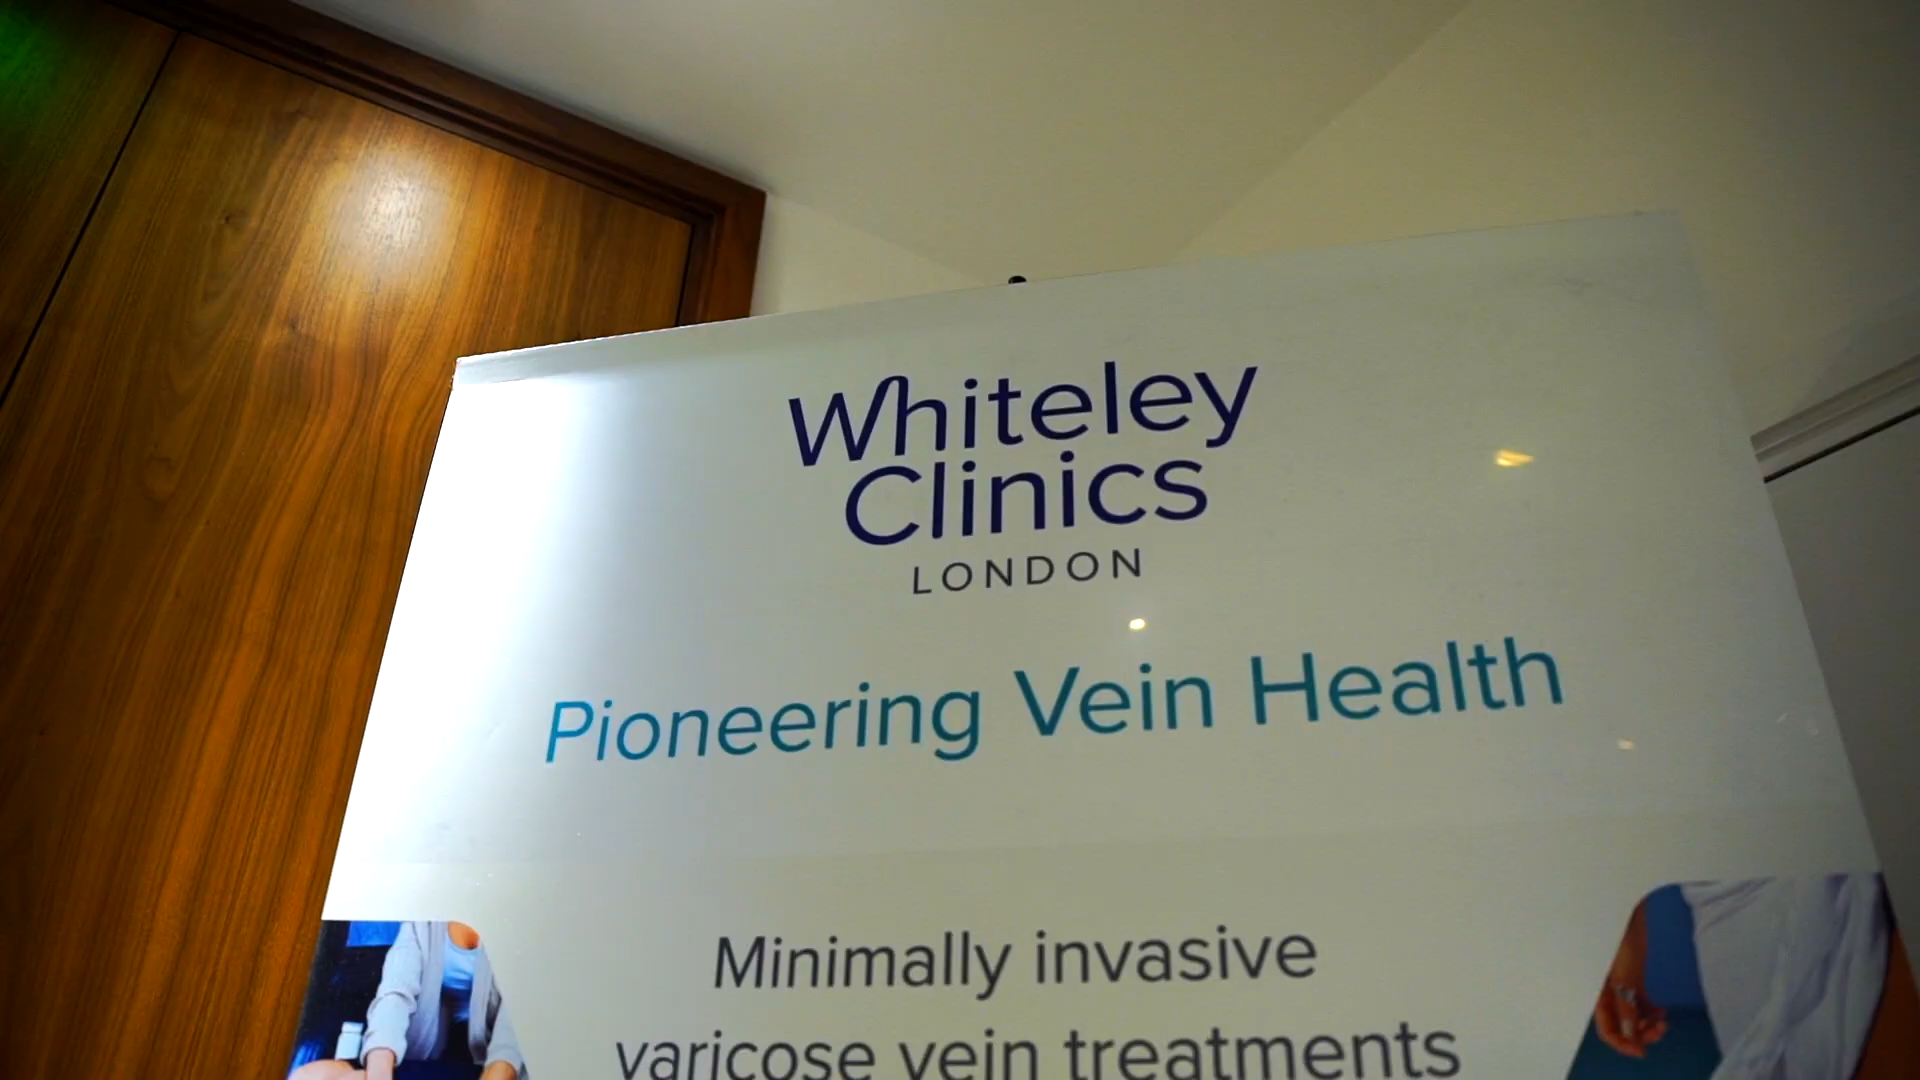 Whiteley
Clinics
LONDON
Pioneering Vein Health
Minimally invasive
varicose vein treatments